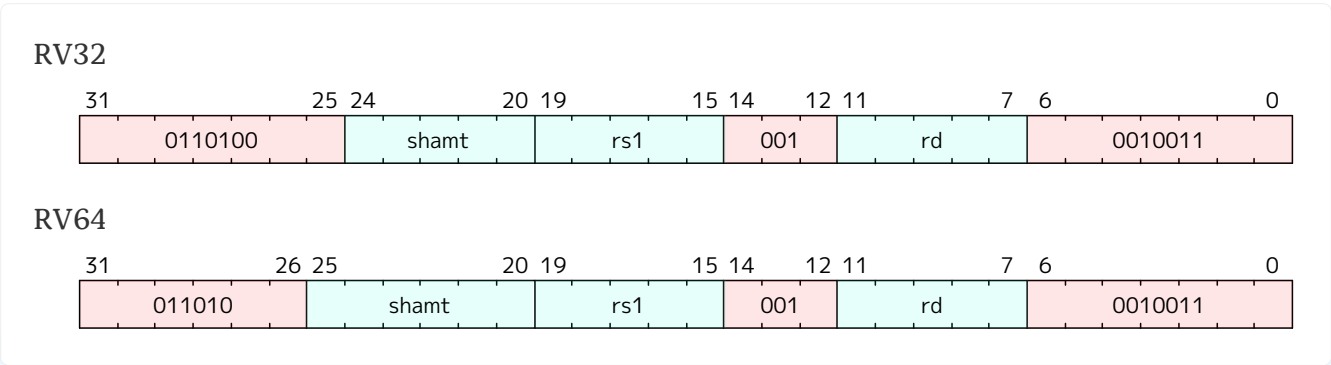 RV32
31 25 24 20 19 15 14 12 11 7 6 0
0110100 shamt rs1 001 rd 0010011
RV64
31 26 25 20 19 15 14 12 11 7 6 0
011010 shamt rs1 001 rd 0010011